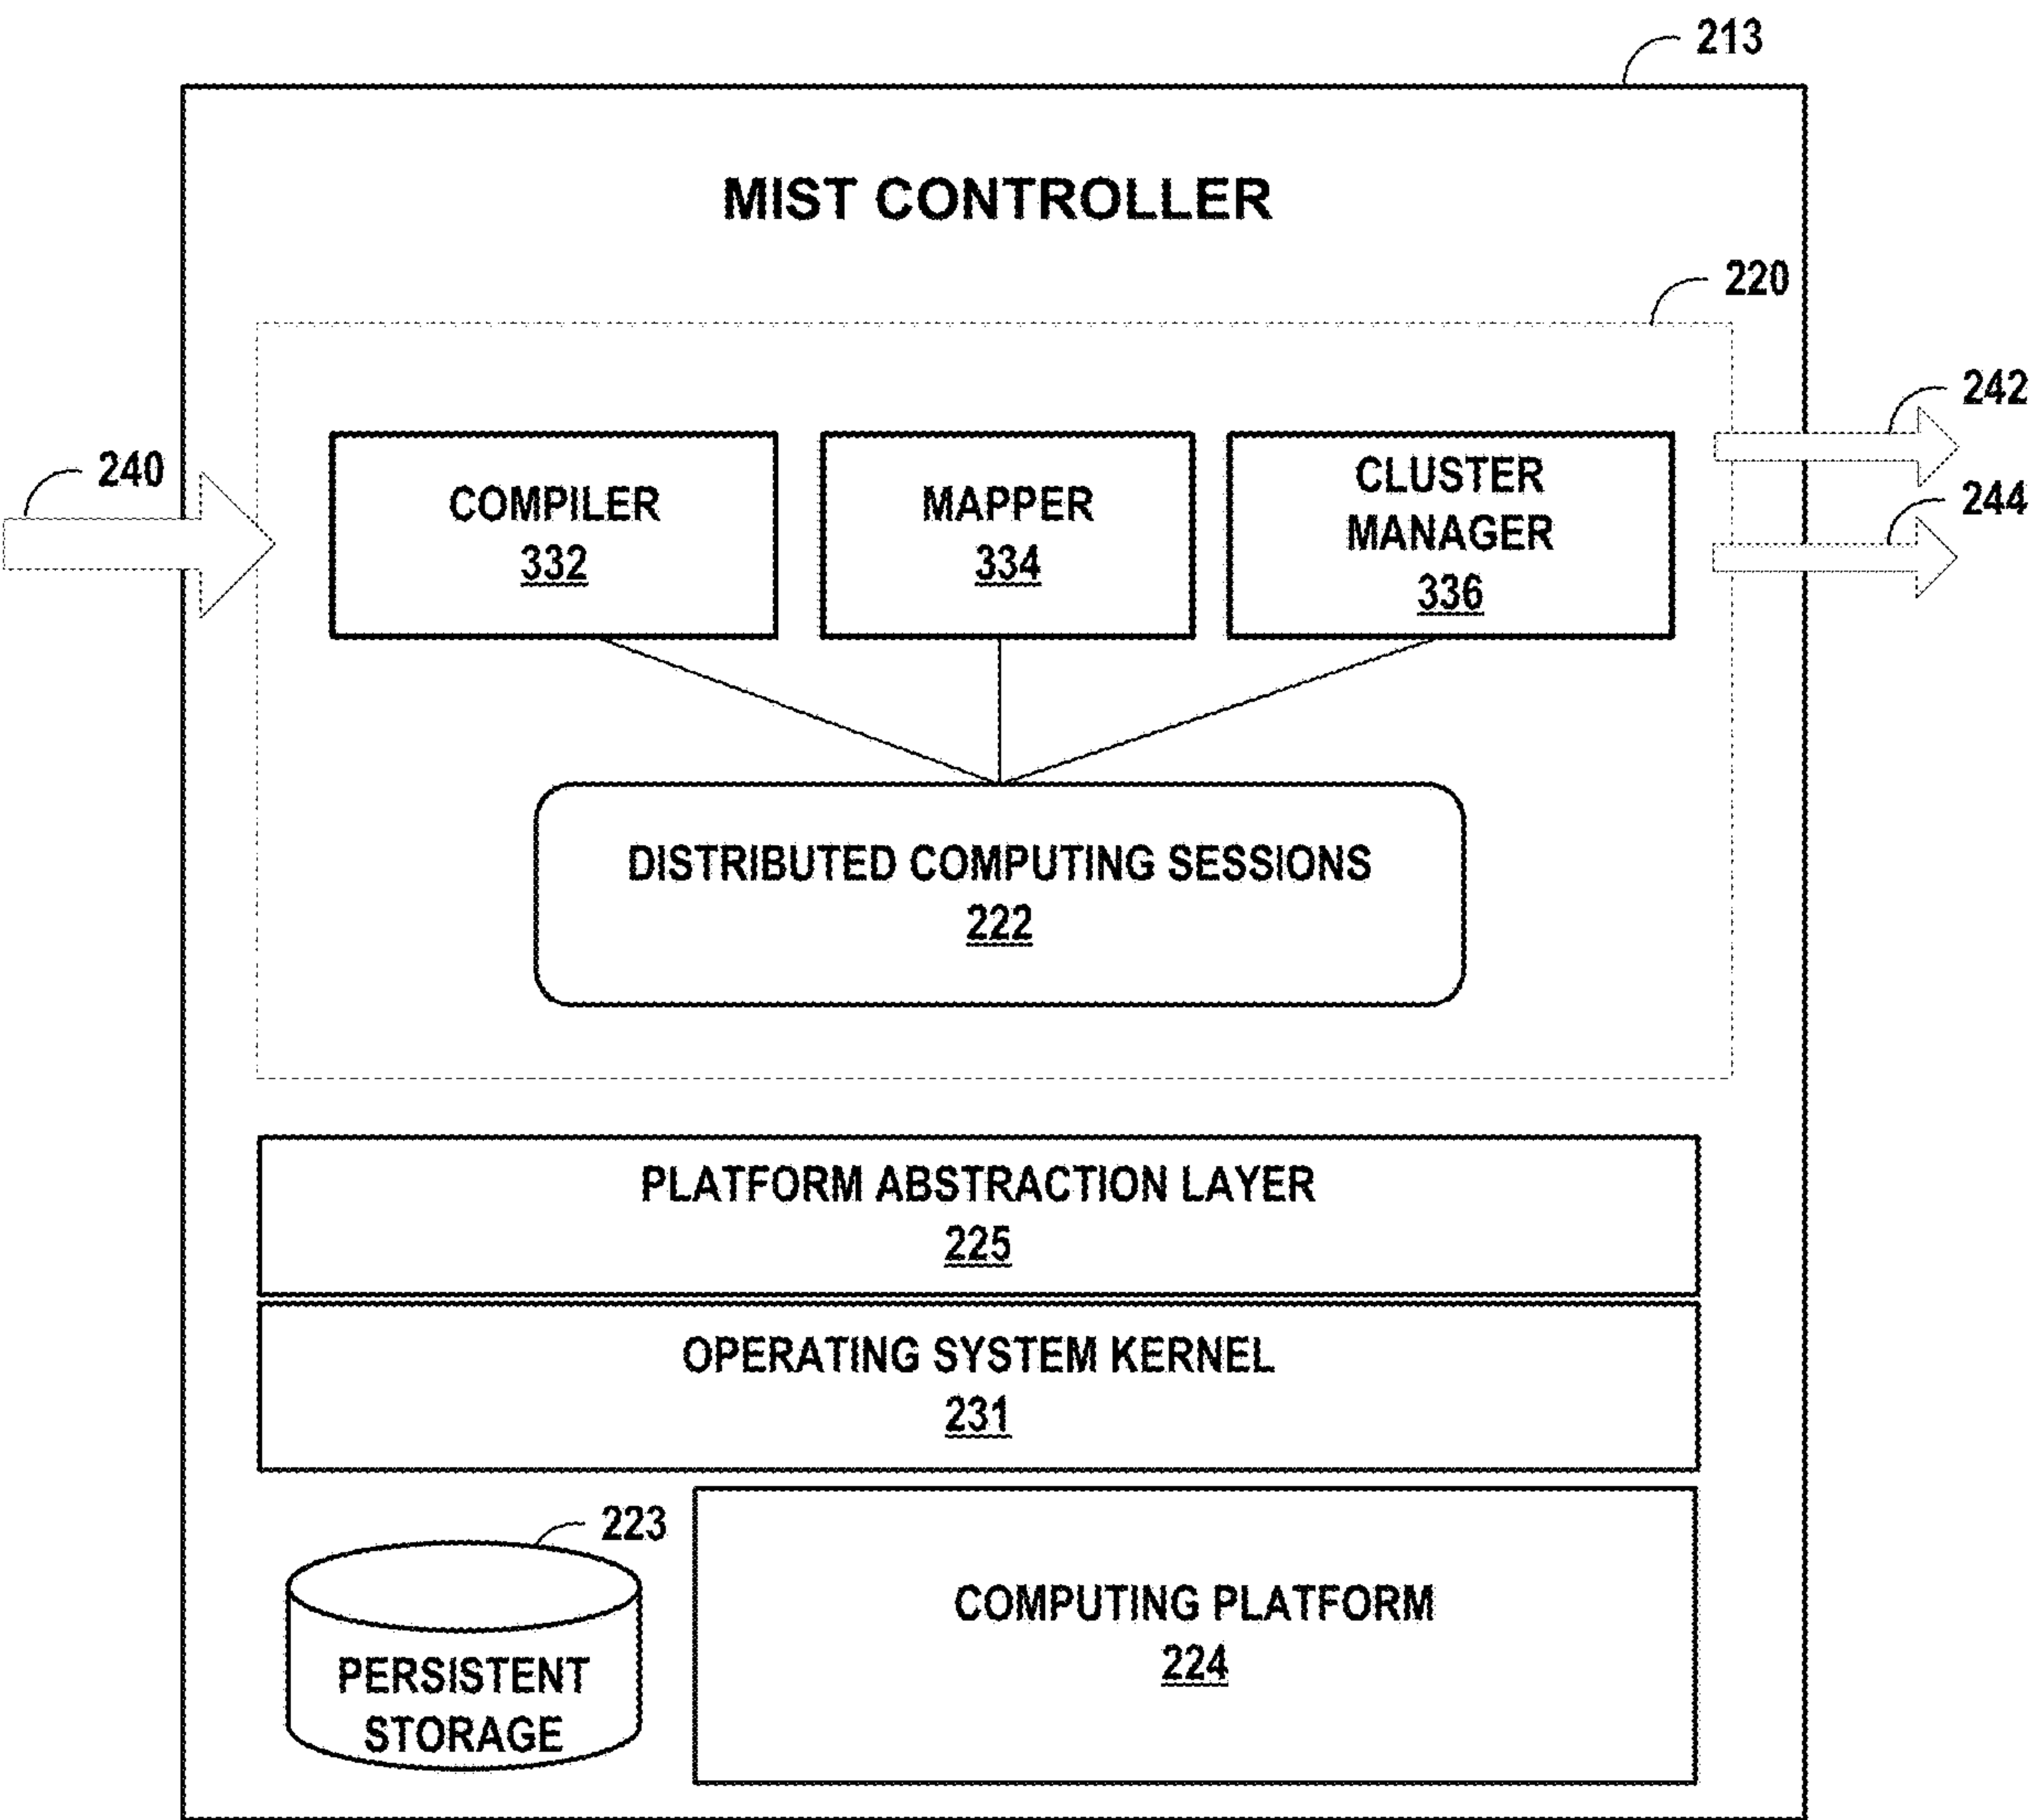 213
MIST CONTROLLER
220
242
240
244
COMPILER
332
MAPPER
334
CLUSTER
MANAGER
336
DISTRIBUTED COMPUTING SESSIONS
222
PLATFORM ABSTRACTION LAYER
225
OPERATING SYSTEM KERNEL
231
223
PERSISTENT
STORAGE
COMPUTING PLATFORM
224